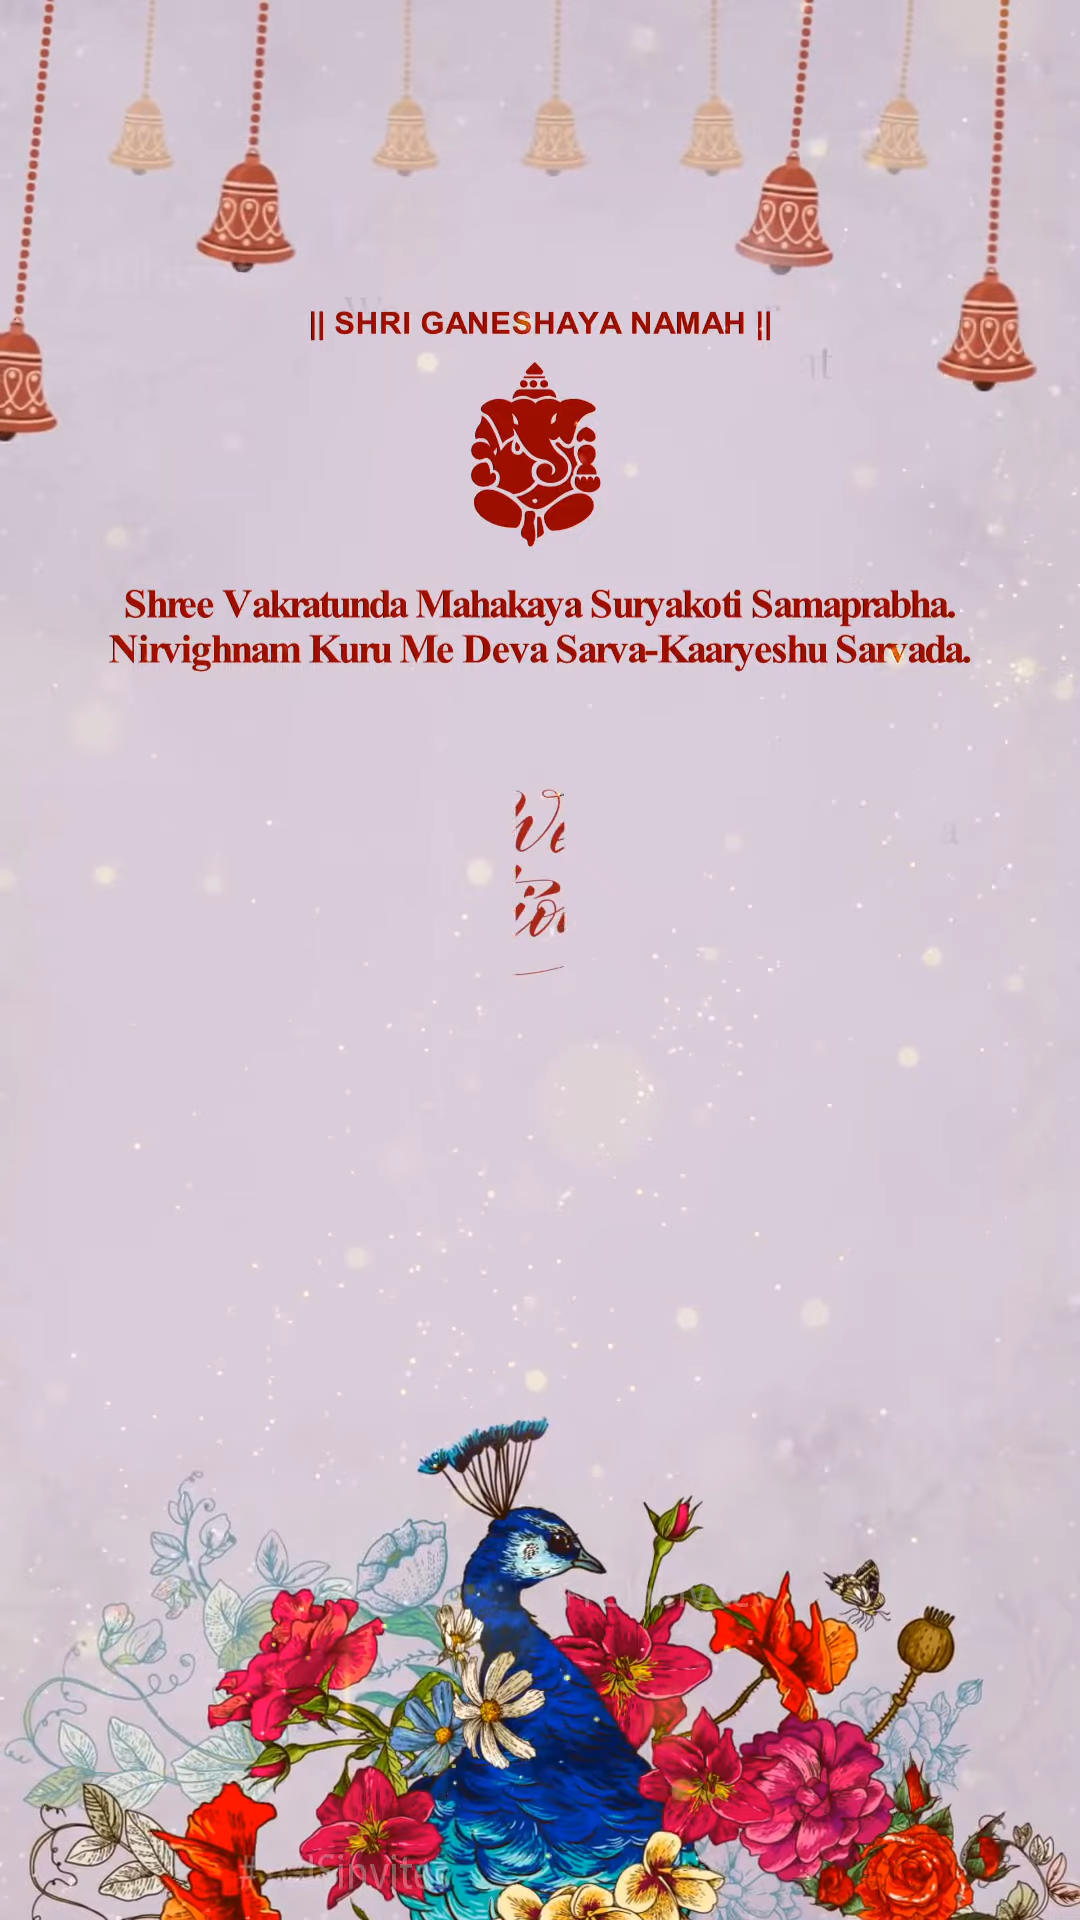 || SHRI GANESHAYA NAMAH ||
Shree Vakratunda Mahakaya Suryakoti Samaprabha.
Nirvighnam Kuru Me Deva Sarva-Kaaryeshu Sarvada.